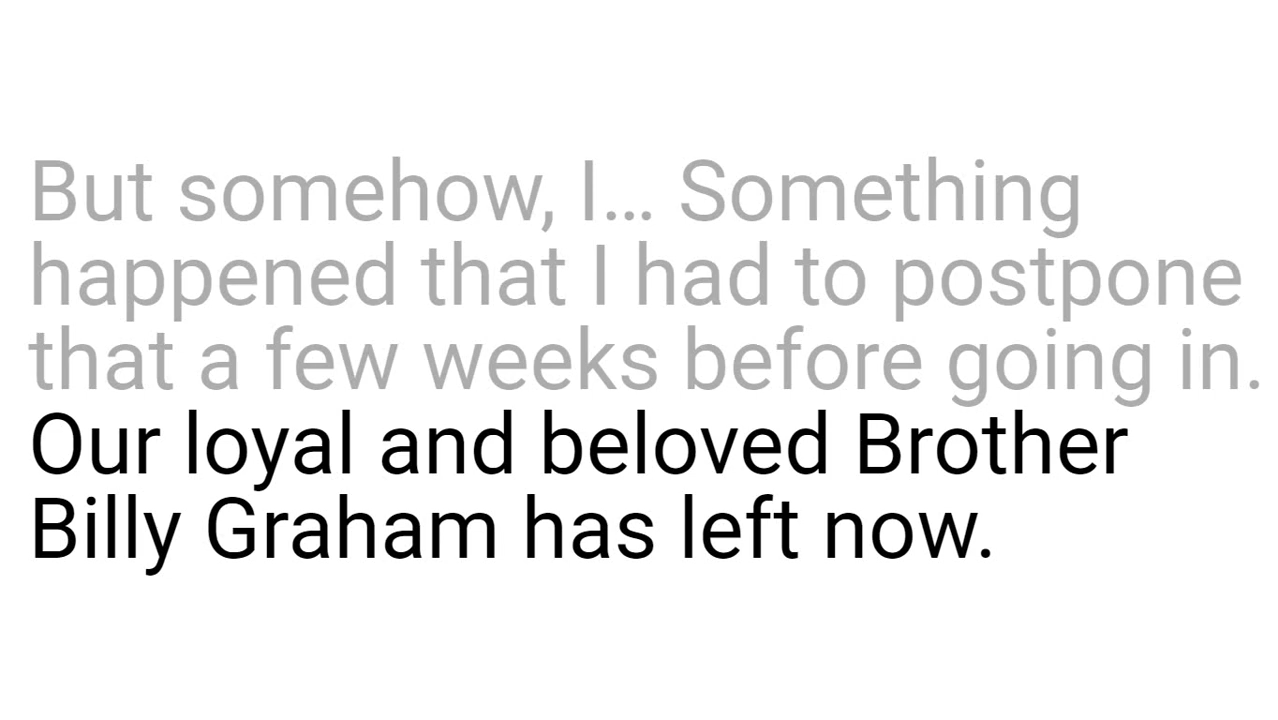 But somehow, I... Something
happened that I had to postpone
that a few weeks before going in.
Our loyal and beloved Brother
Billy Graham has left now.